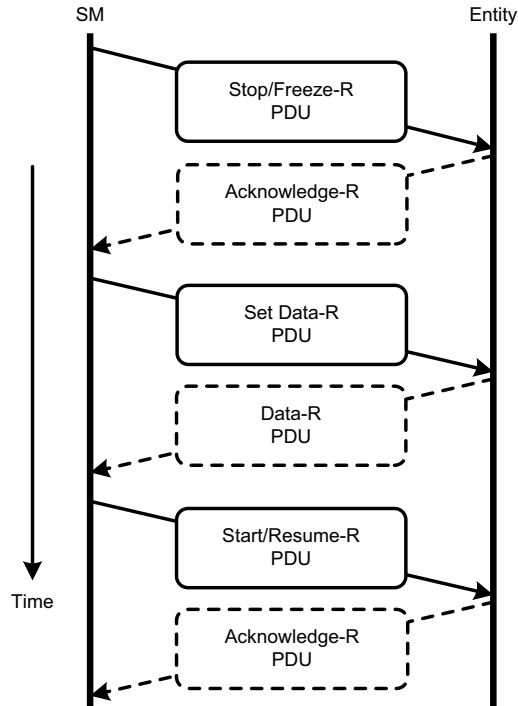 SM
Entity
Stop/Freeze-R
PDU
Acknowledge-R
PDU
Set Data-R
PDU
Data-R
PDU
Start/Resume-R
PDU
Time
Acknowledge-R
PDU